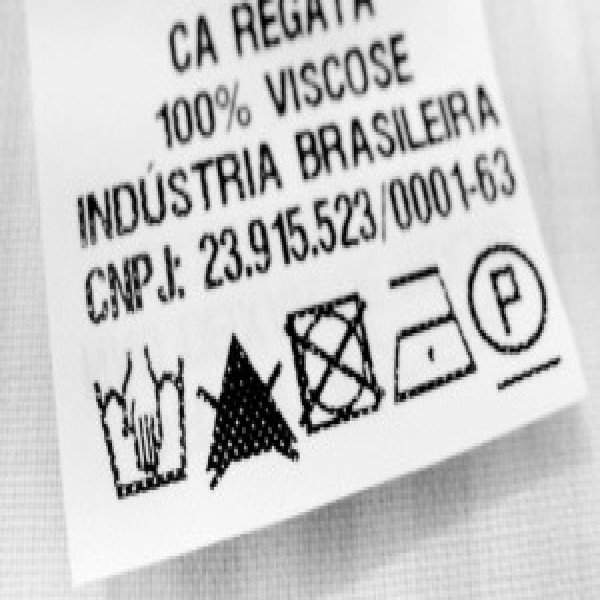 CA REGATA
100% VISCOSE
INDÚSTRIA BRASILEIRA
CNPJ: 23.915.523/0001-63
P